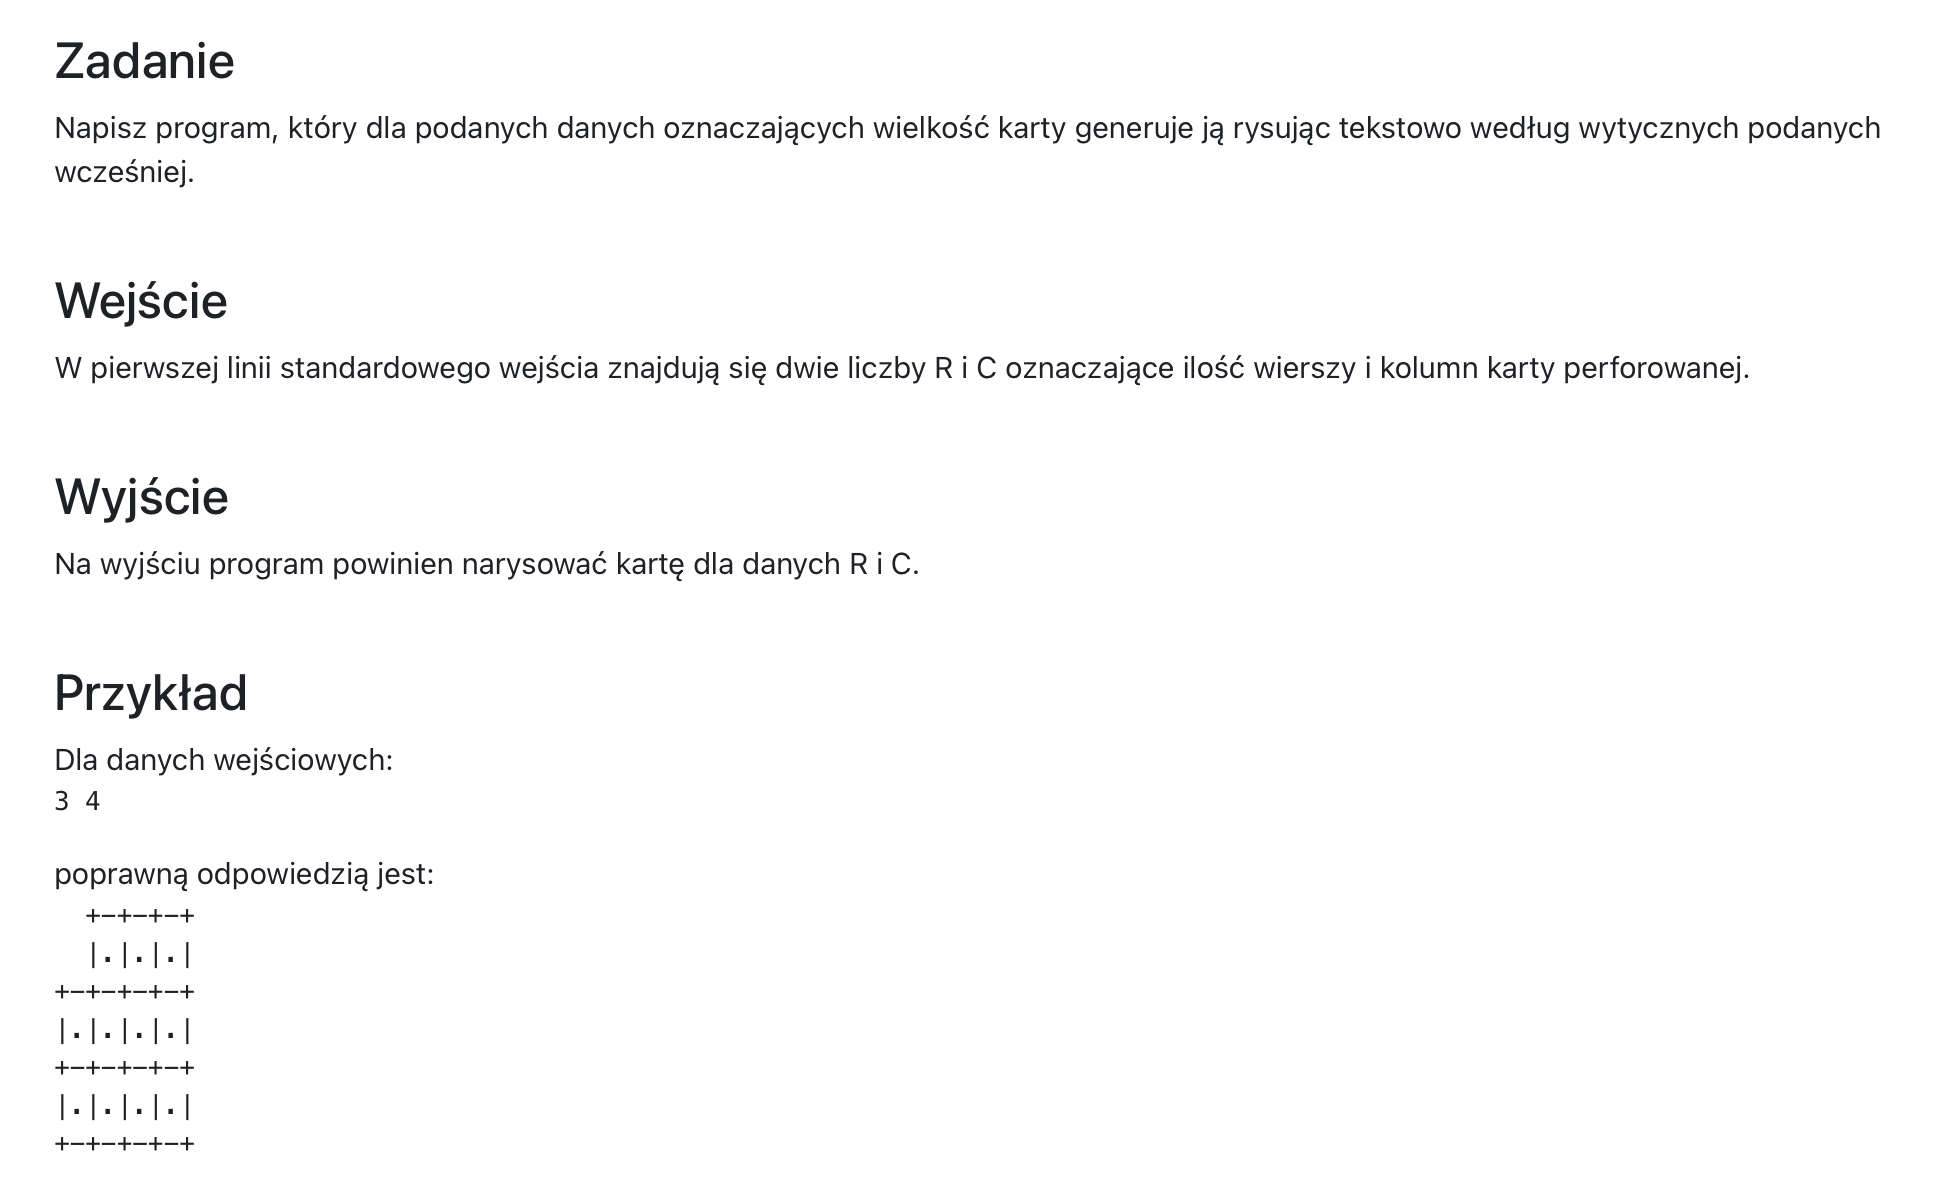 Zadanie
Napisz program, który dla podanych danych oznaczających wielkość karty generuje ją rysując tekstowo według wytycznych podanych
wcześniej.
Wejście
W pierwszej linii standardowego wejścia znajdują się dwie liczby R i C oznaczające ilość wierszy i kolumn karty perforowanej.
Wyjście
Na wyjściu program powinien narysować kartę dla danych R i C.
Przykład
Dla danych wejściowych:
3 4
poprawną odpowiedzią jest:
  +-+-+-+
  |.|.|.|
+-+-+-+-+
|.|.|.|.|
+-+-+-+-+
|.|.|.|.|
+-+-+-+-+